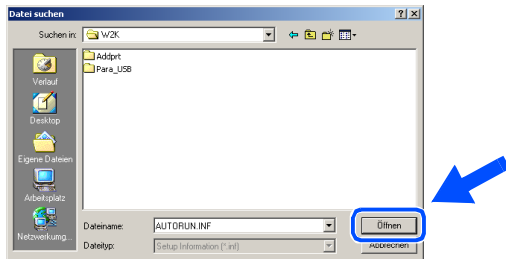 Datei suchen
Suchen in: W2K
Addprt
Para_USB
Verlauf
Desktop
Eigene Dateien
Arbeitsplatz
Netzwerkumg...
Dateiname: AUTORUN.INF Öffnen
Dateityp: Setup Information (*.inf) Abbrechen